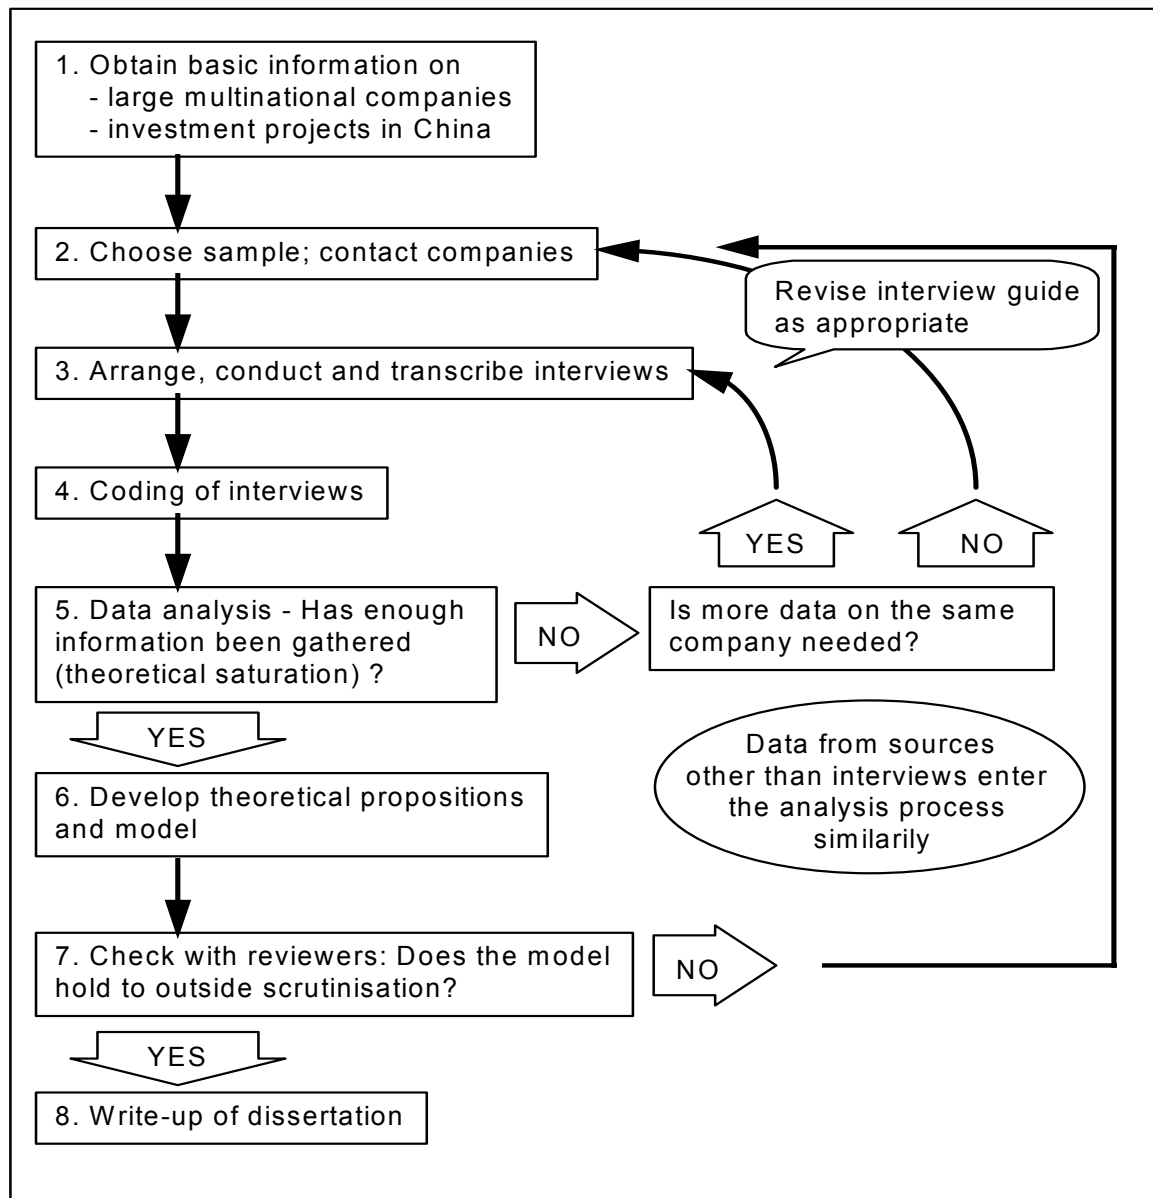 1. Obtain basic information on
- large multinational companies
- investment projects in China
2. Choose sample; contact companies
Revise interview guide
as appropriate
3. Arrange, conduct and transcribe interviews
4. Coding of interviews
YES
NO
5. Data analysis - Has enough
information been gathered
(theoretical saturation) ?
NO
Is more data on the same
company needed?
YES
Data from sources
other than interviews enter
the analysis process
similarily
6. Develop theoretical propositions
and model
7. Check with reviewers: Does the model
hold to outside scrutinisation?
NO
YES
8. Write-up of dissertation